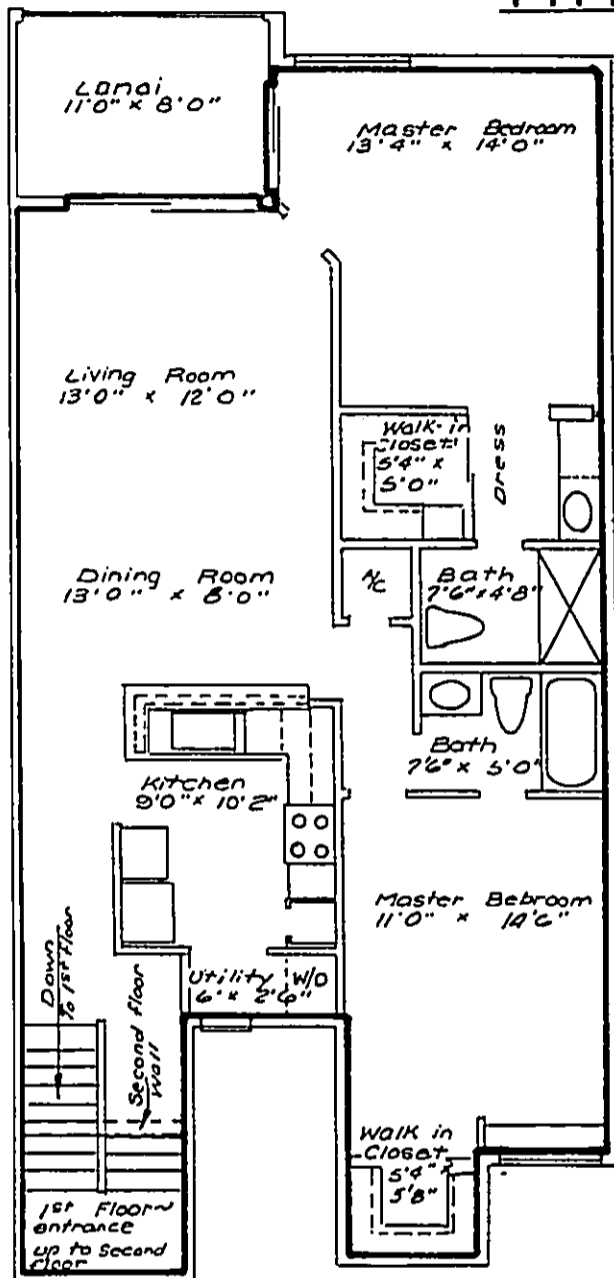 Lanai
11'0" x 8'0"
Master Bedroom
13'4" x 14'0"
Living Room
13'0" x 12'0"
Walk-in
Closet
5'4" x
5'0"
Dress
Dining Room
13'0" x 8'0"
A/C
Bath
7'6" x 4'8"
Bath
7'6" x 5'0"
Kitchen
9'0" x 10'2"
Master Bebroom
11'0" x 14'6"
Down
To 1st floor
Second floor
Wall
Utility W/D
6' x 2'6"
Walk in
Closet
5'4" x
5'8"
1st Floor~
entrance
up to Second
floor